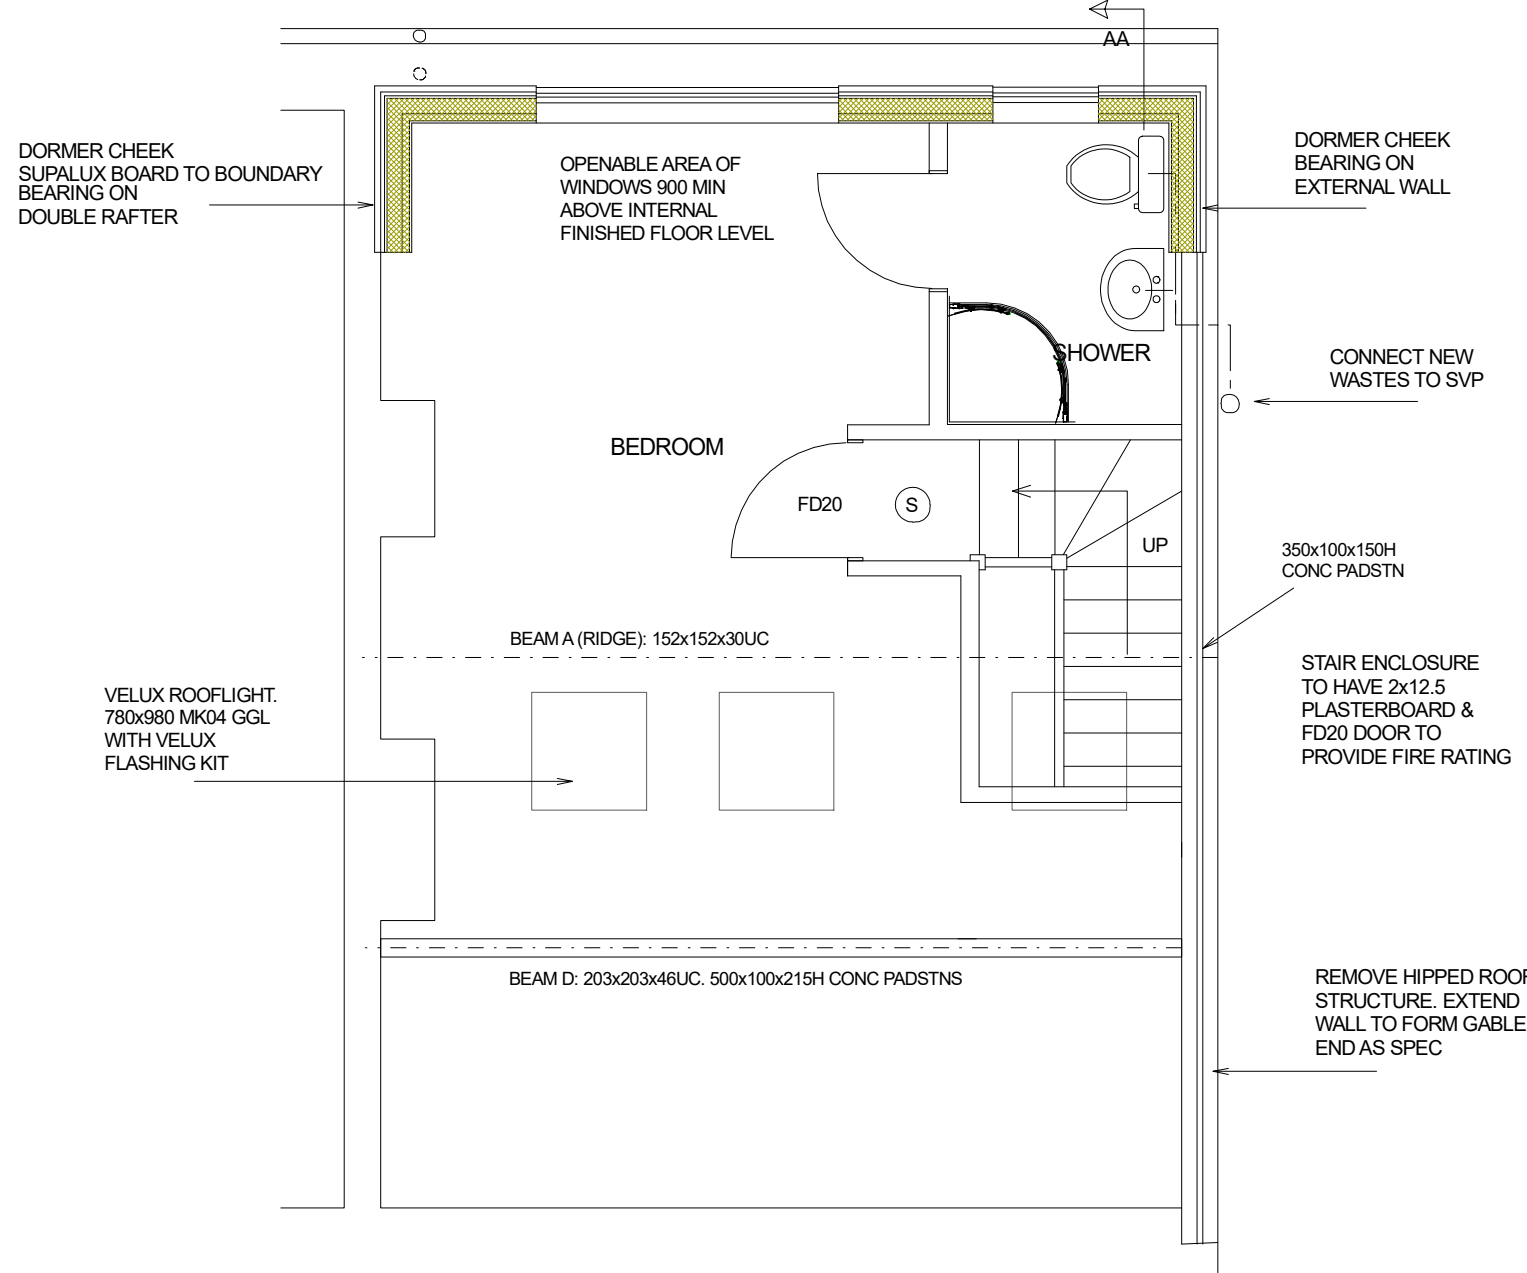 AA
DORMER CHEEK
SUPALUX BOARD TO BOUNDARY
BEARING ON
DOUBLE RAFTER
OPENABLE AREA OF
WINDOWS 900 MIN
ABOVE INTERNAL
FINISHED FLOOR LEVEL
DORMER CHEEK
BEARING ON
EXTERNAL WALL
SHOWER
CONNECT NEW
WASTES TO SVP
BEDROOM
FD20
S
UP
350x100x150H
CONC PADSTN
BEAM A (RIDGE): 152x152x30UC
VELUX ROOFLIGHT.
780x980 MK04 GGL
WITH VELUX
FLASHING KIT
STAIR ENCLOSURE
TO HAVE 2x12.5
PLASTERBOARD &
FD20 DOOR TO
PROVIDE FIRE RATING
BEAM D: 203x203x46UC. 500x100x215H CONC PADSTNS
REMOVE HIPPED ROOF
STRUCTURE. EXTEND
WALL TO FORM GABLE
END AS SPEC